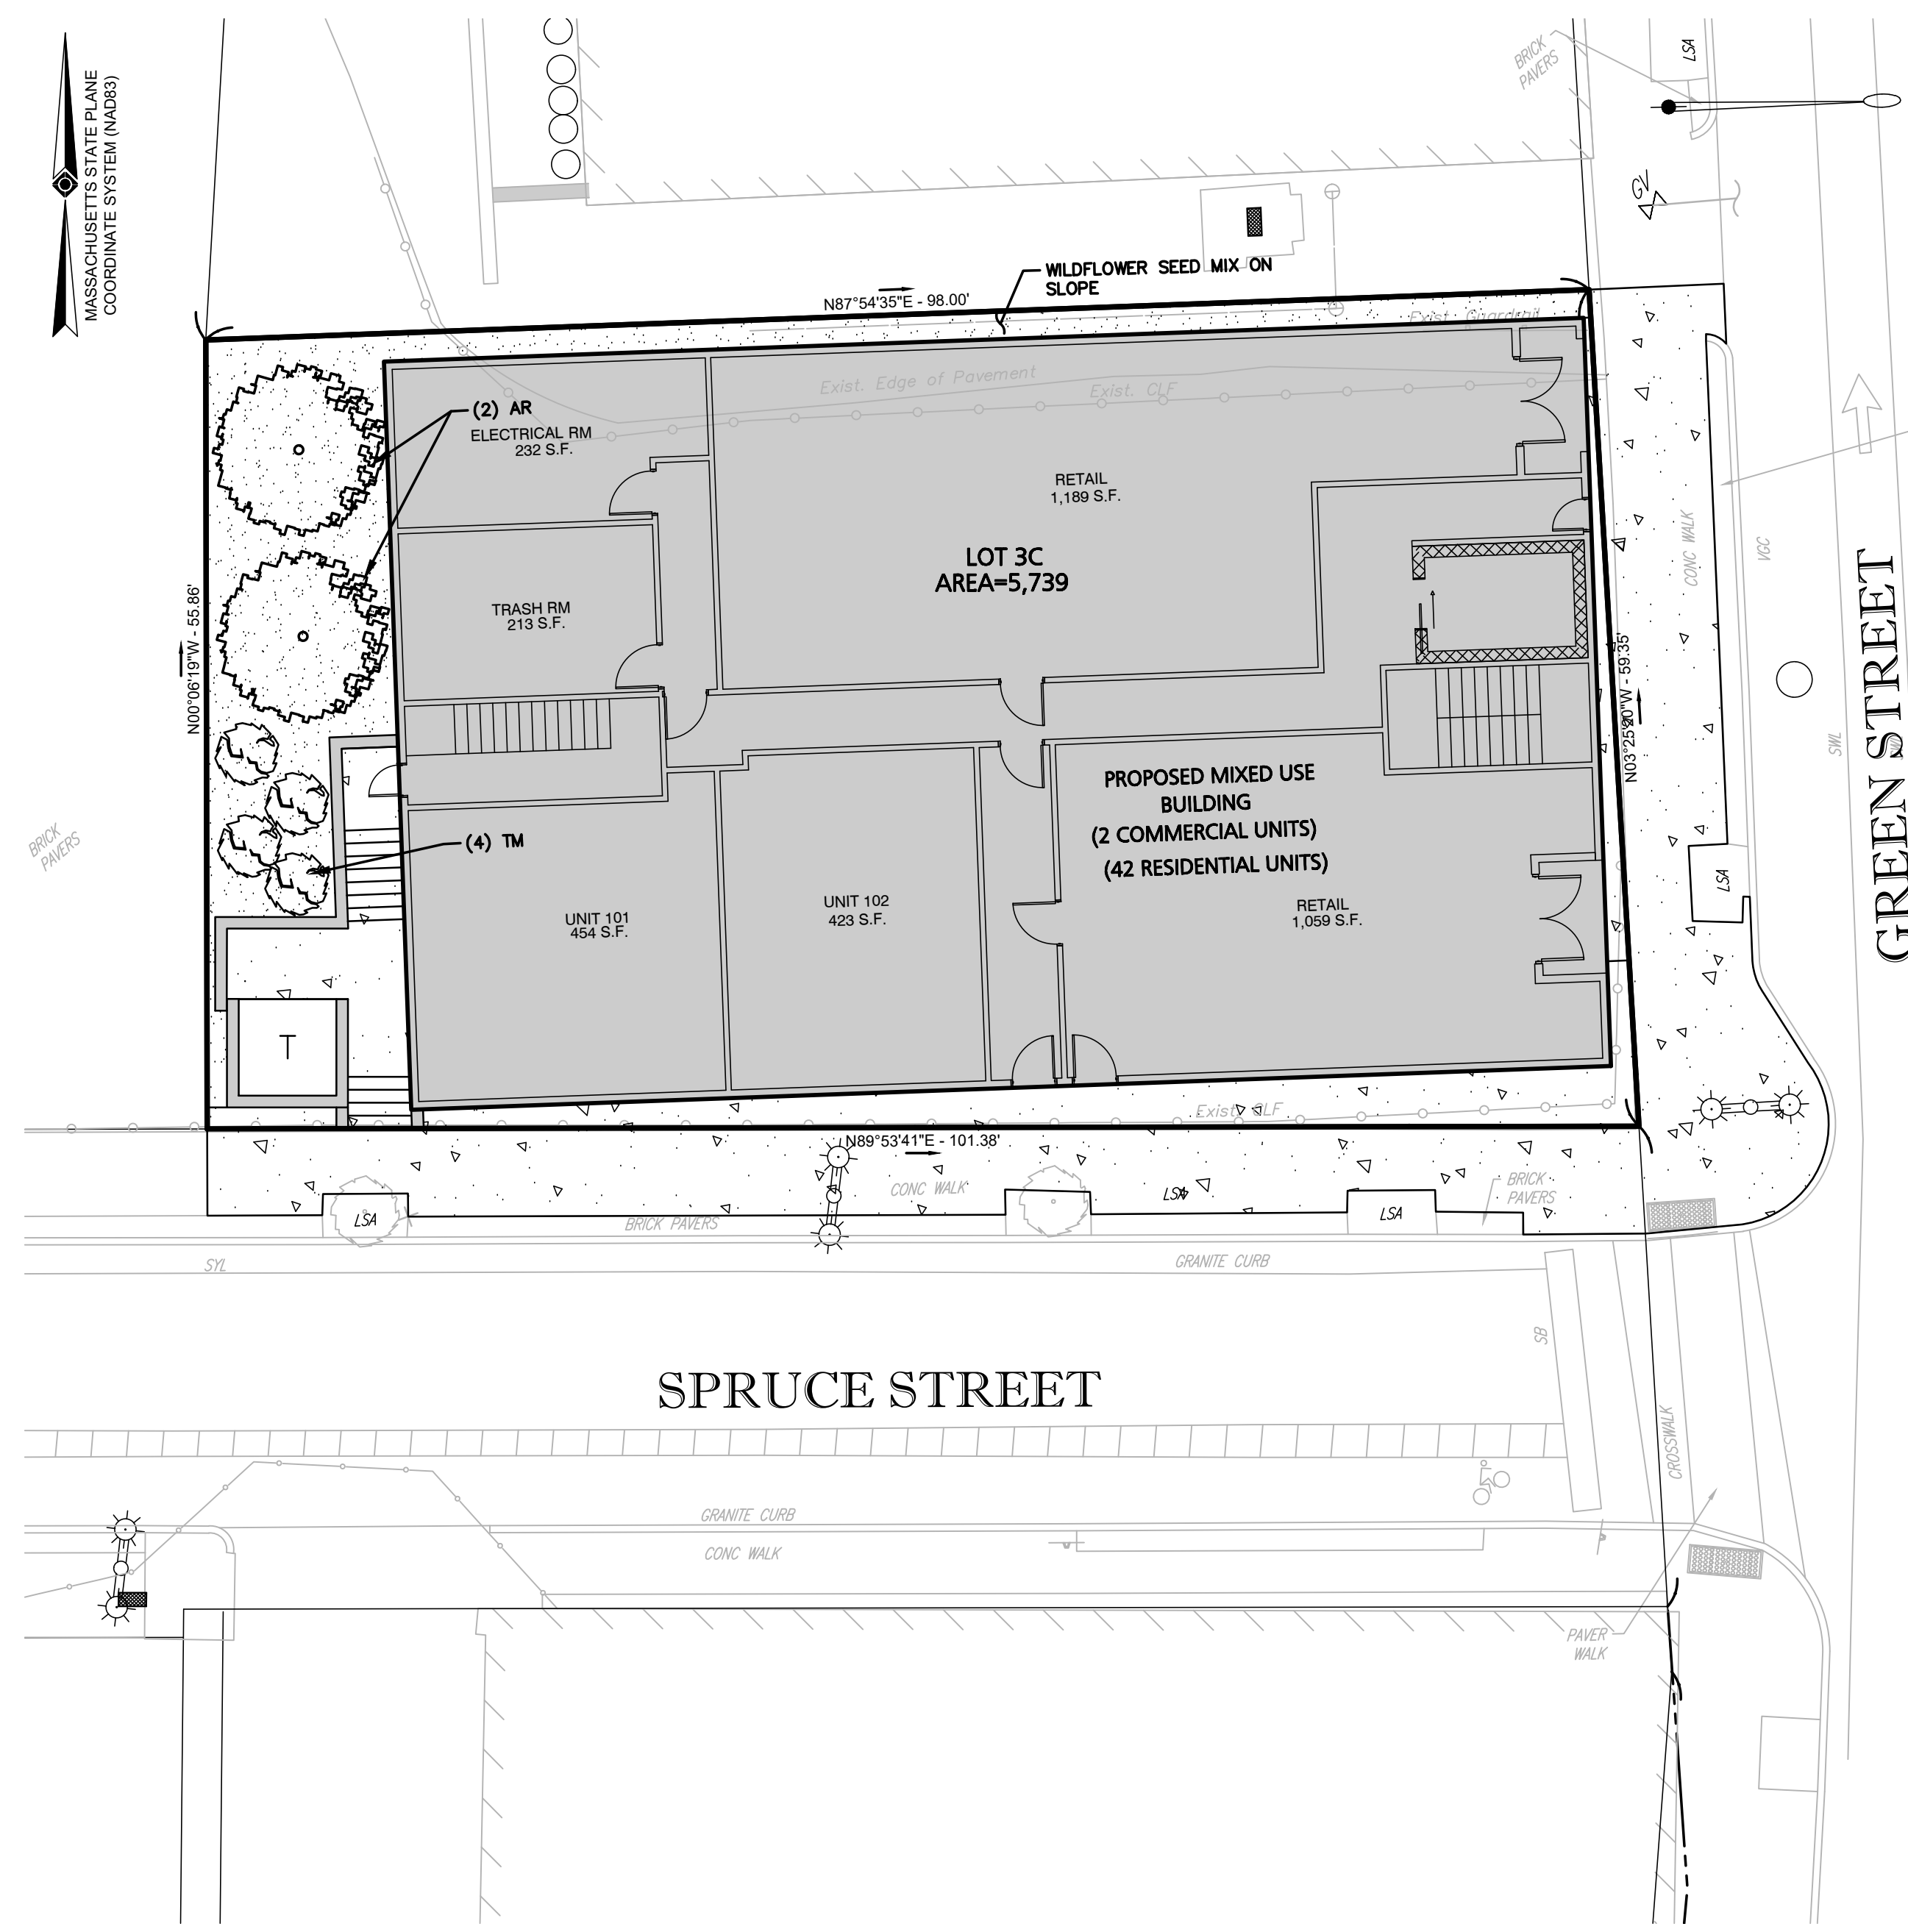 MASSACHUSETTS STATE PLANE
COORDINATE SYSTEM (NAD83)
BRICK
PAVERS
LSA
GV
WILDFLOWER SEED MIX ON
SLOPE
N87°54'35"E - 98.00'
Exist. Guardrail
Exist. Edge of Pavement
Exist. CLF
(2) AR
ELECTRICAL RM
232 S.F.
RETAIL
1,189 S.F.
LOT 3C
AREA=5,739
TRASH RM
213 S.F.
N00°06'19"W - 55.86'
N03°25'20"W - 59.35'
CONC WALK
VGC
SWL
GREEN STREET
PROPOSED MIXED USE
BUILDING
(2 COMMERCIAL UNITS)
(42 RESIDENTIAL UNITS)
BRICK
PAVERS
(4) TM
LSA
UNIT 101
454 S.F.
UNIT 102
423 S.F.
RETAIL
1,059 S.F.
T
Exist. CLF
N89°53'41"E - 101.38'
CONC WALK
LSA
BRICK
PAVERS
LSA
BRICK PAVERS
LSA
SYL
GRANITE CURB
SB
SPRUCE STREET
CROSSWALK
GRANITE CURB
CONC WALK
PAVER
WALK